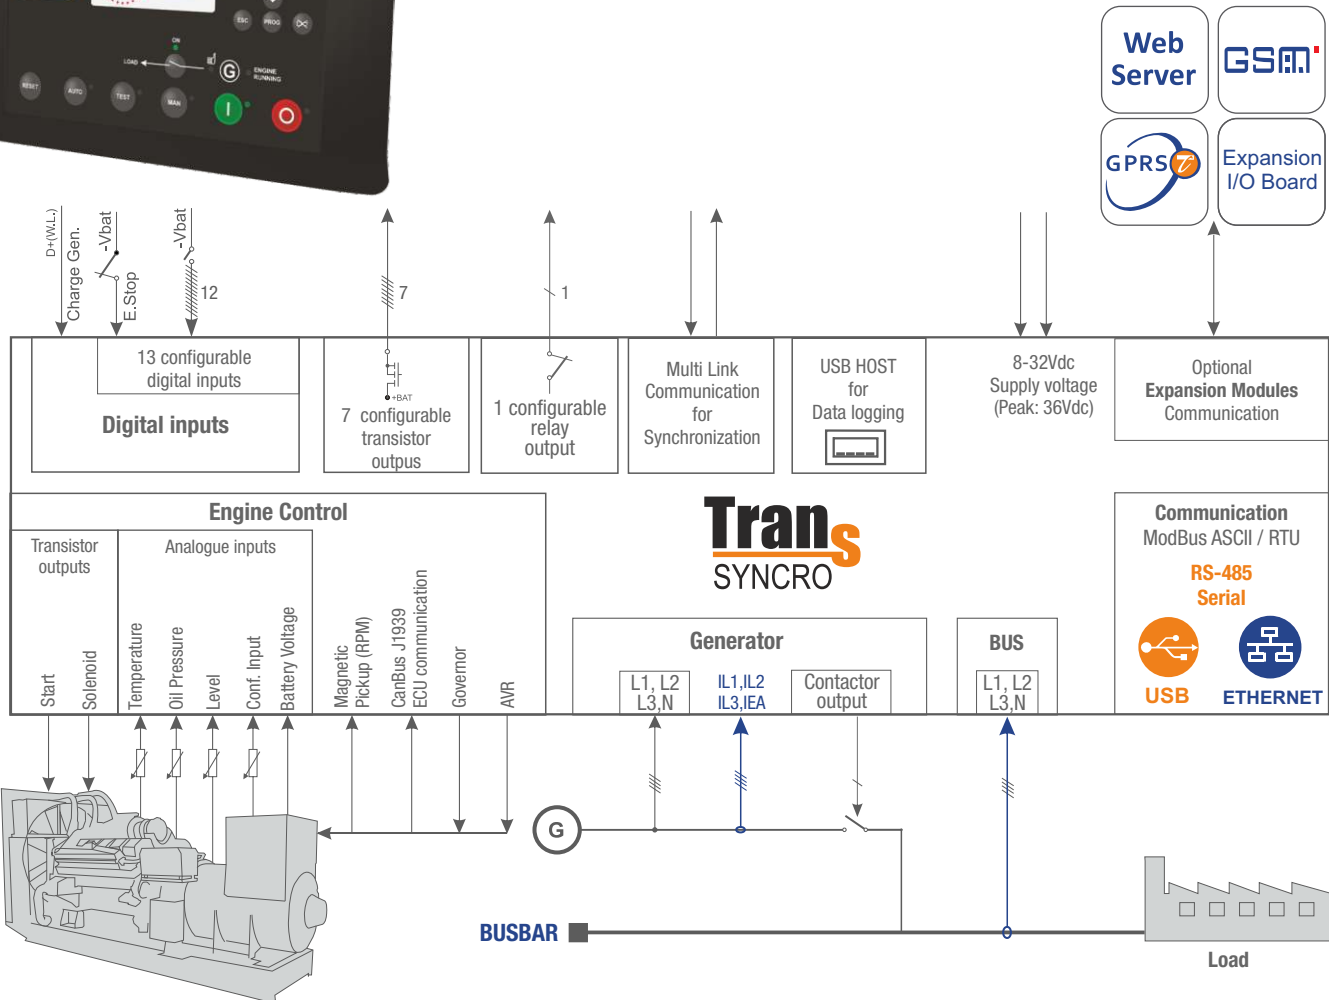 ESC
PROG
ON
LOAD
G
ENGINE
RUNNING
RESET
AUTO
TEST
MAN
I
O
Web
Server
GSM
GPRS
Expansion
I/O Board
D+(W.L.)
Charge Gen.
-Vbat
E.Stop
-Vbat
12
7
1
13 configurable
digital inputs
Digital inputs
+BAT
7 configurable
transistor
outpus
1 configurable
relay
output
Multi Link
Communication
for
Synchronization
USB HOST
for
Data logging
8-32Vdc
Supply voltage
(Peak: 36Vdc)
Optional
Expansion Modules
Communication
Engine Control
Transistor
outputs
Analogue inputs
Start
Solenoid
Temperature
Oil Pressure
Level
Conf. Input
Battery Voltage
Magnetic
Pickup (RPM)
CanBus J1939
ECU communication
Governor
AVR
Trans
SYNCRO
Generator
L1, L2
L3,N
IL1,IL2
IL3,IEA
Contactor
output
BUS
L1, L2
L3,N
Communication
ModBus ASCII / RTU
RS-485
Serial
USB
ETHERNET
G
BUSBAR
Load